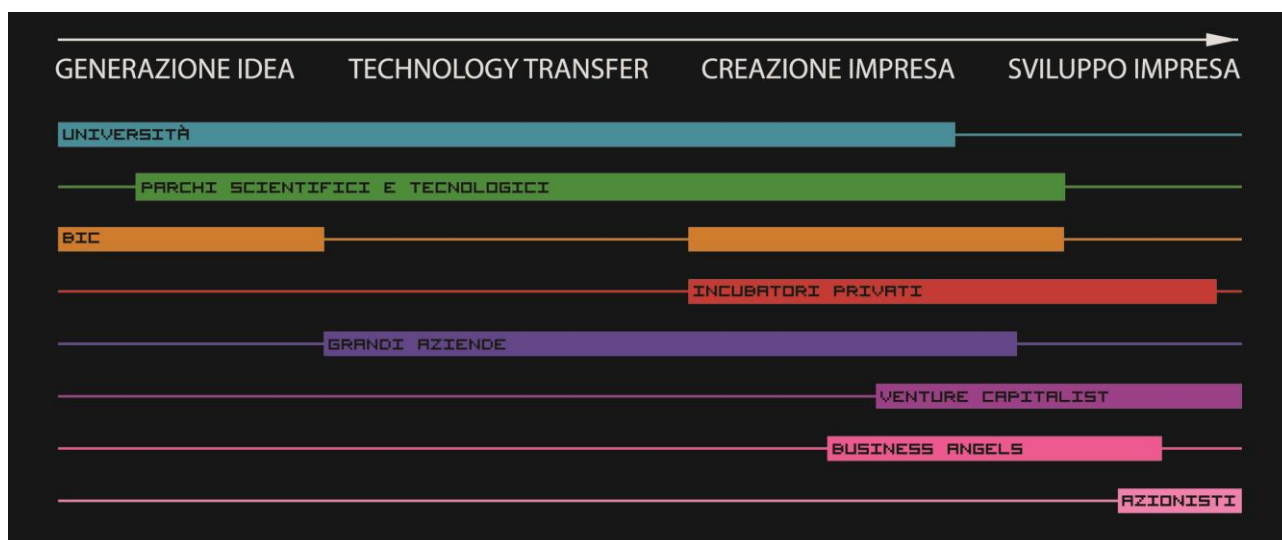 GENERAZIONE IDEA TECHNOLOGY TRANSFER CREAZIONE IMPRESA SVILUPPO IMPRESA
UNIVERSITÀ
PARCHI SCIENTIFICI E TECNOLOGICI
BIC
INCUBATORI PRIVATI
GRANDI AZIENDE
VENTURE CAPITALIST
BUSINESS ANGELS
AZIONISTI